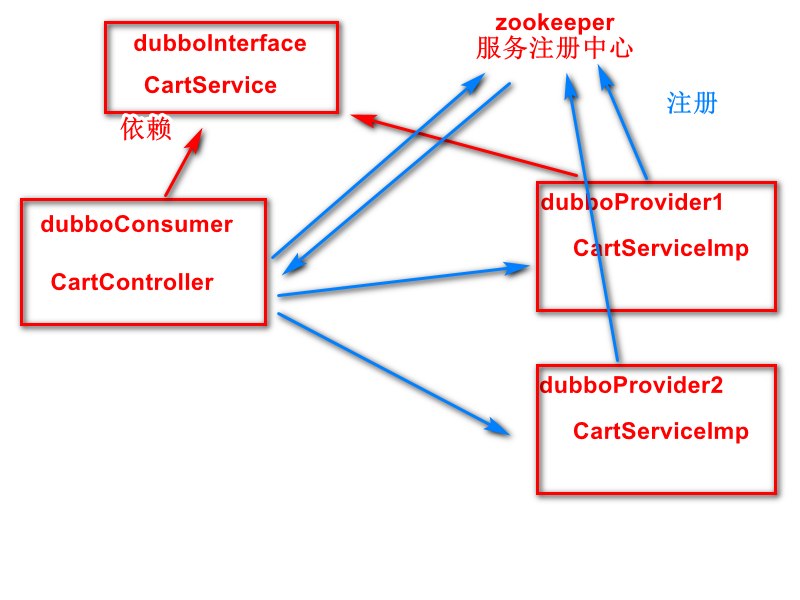 dubboInterface
CartService
依赖
zookeeper
服务注册中心
注册
dubboConsumer
CartController
dubboProvider1
CartServiceImp
dubboProvider2
CartServiceImp